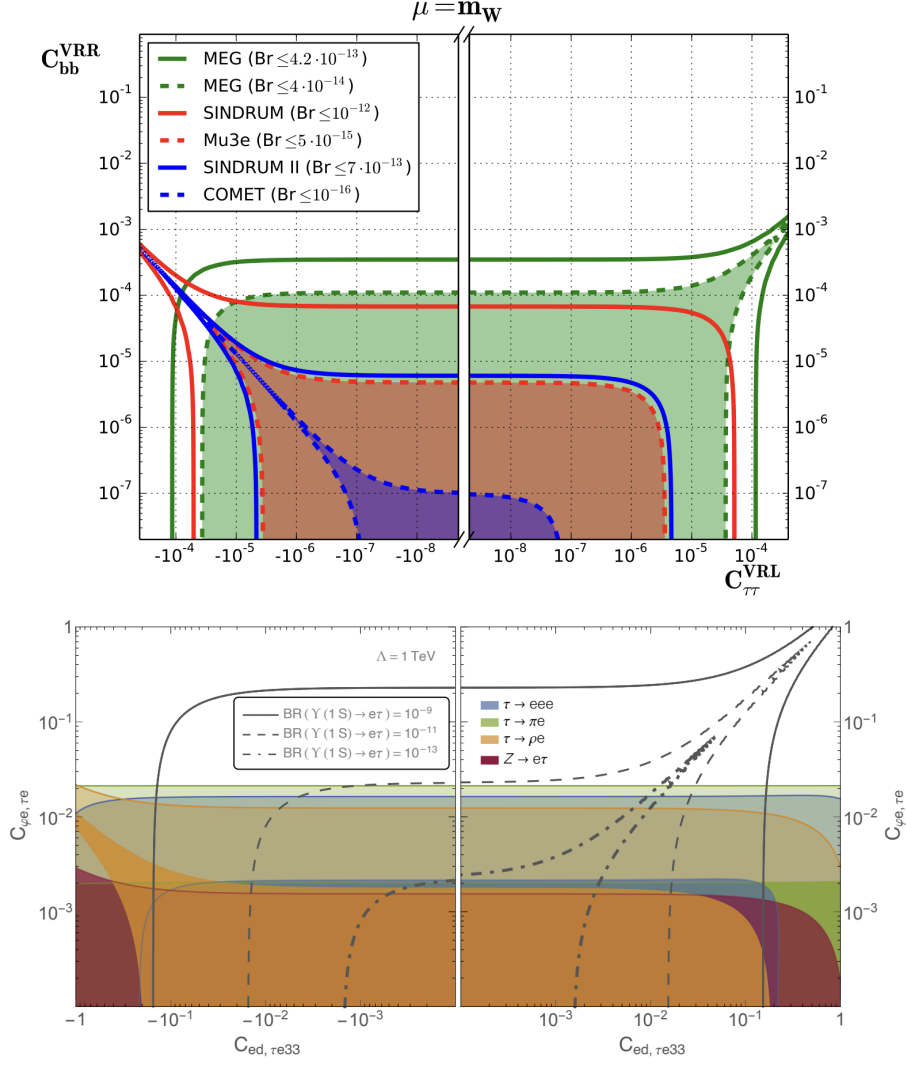 μ = m_W
C_bb^VRR
MEG (Br ≤4.2·10^-13)
MEG (Br ≤4·10^-14)
SINDRUM (Br ≤10^-12)
Mu3e (Br ≤5·10^-15)
SINDRUM II (Br ≤7·10^-13)
COMET (Br ≤10^-16)
10^-1 10^-1
10^-2 10^-2
10^-3 10^-3
10^-4 10^-4
10^-5 10^-5
10^-6 10^-6
10^-7 10^-7
-10^-4 -10^-5 -10^-6 -10^-7 -10^-8 10^-8 10^-7 10^-6 10^-5 10^-4
C_ττ^VRL
1 1
Λ = 1 TeV
BR(Υ(1S)→eτ) = 10^-9
BR(Υ(1S)→eτ) = 10^-11
BR(Υ(1S)→eτ) = 10^-13
τ → eee
τ → πe
τ → ρe
Z → eτ
10^-1 10^-1
10^-2 10^-2
10^-3 10^-3
C_φe, τe C_φe, τe
-1 -10^-1 -10^-2 -10^-3 10^-3 10^-2 10^-1 1
C_ed, τe33 C_ed, τe33